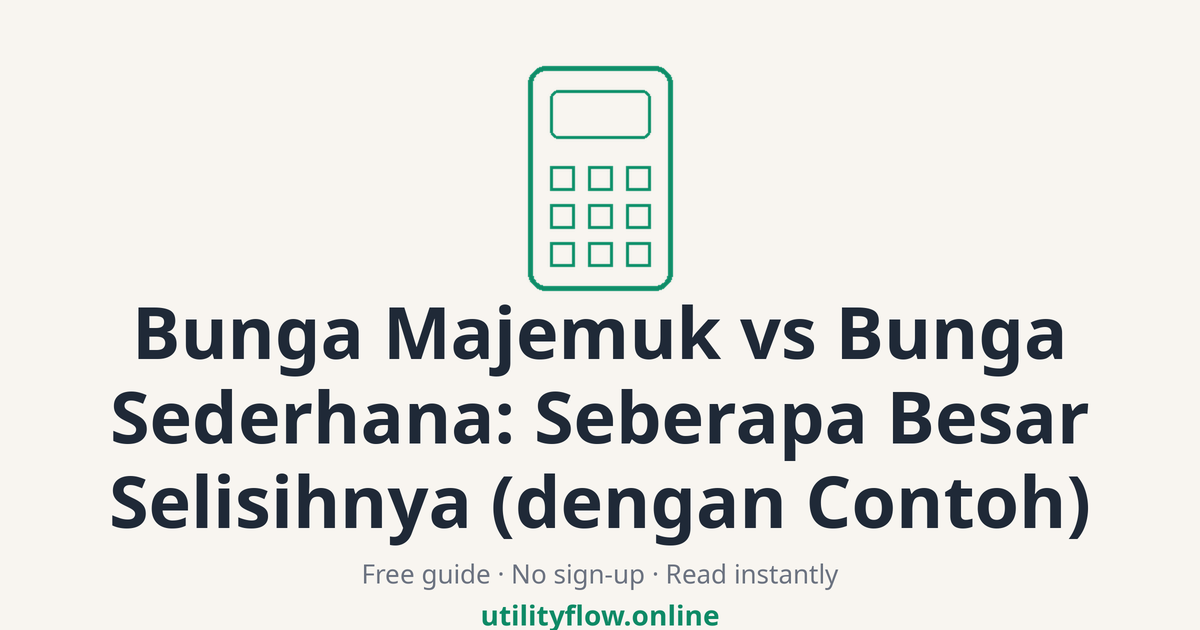 Bunga Majemuk vs Bunga
Sederhana: Seberapa Besar
Selisihnya (dengan Contoh)
Free guide · No sign-up · Read instantly
utilityflow.online